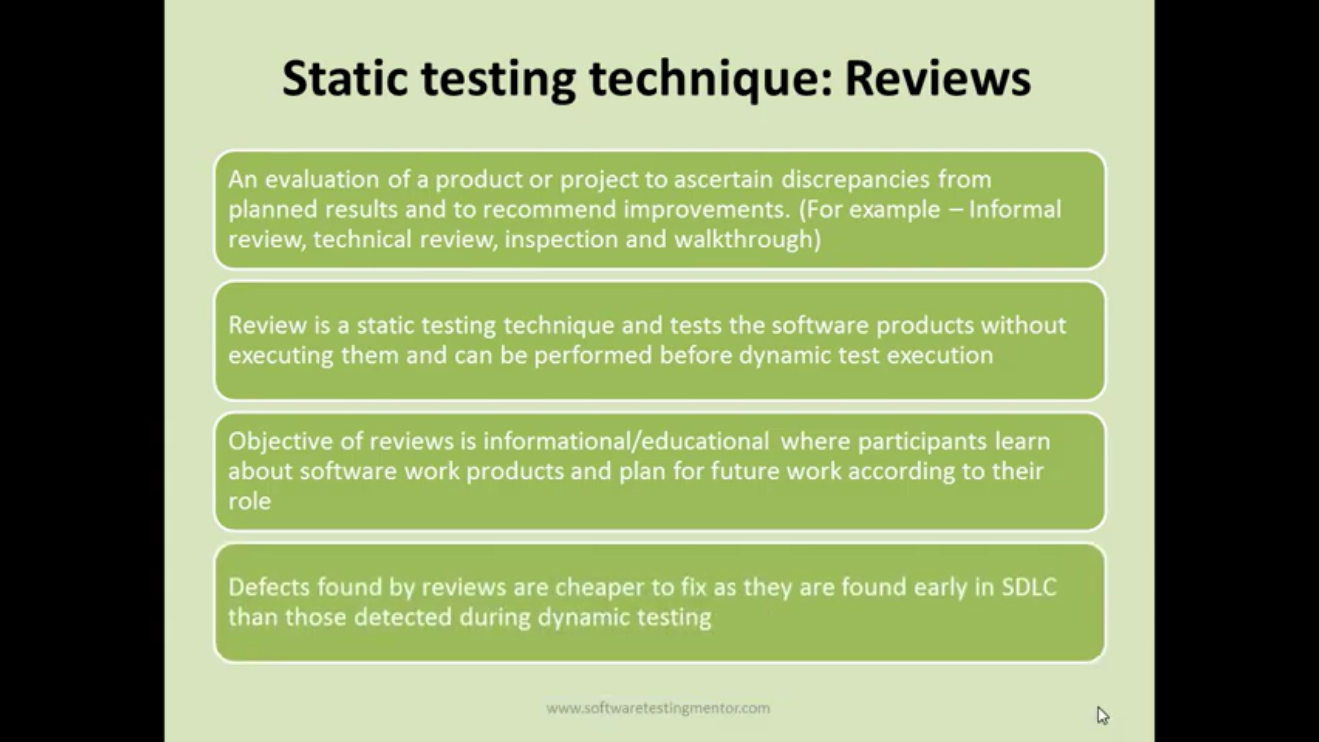 Static testing technique: Reviews
An evaluation of a product or project to ascertain discrepancies from
planned results and to recommend improvements. (For example – Informal
review, technical review, inspection and walkthrough)
Review is a static testing technique and tests the software products without
executing them and can be performed before dynamic test execution
Objective of reviews is informational/educational where participants learn
about software work products and plan for future work according to their
role
Defects found by reviews are cheaper to fix as they are found early in SDLC
than those detected during dynamic testing
www.softwaretestingmentor.com